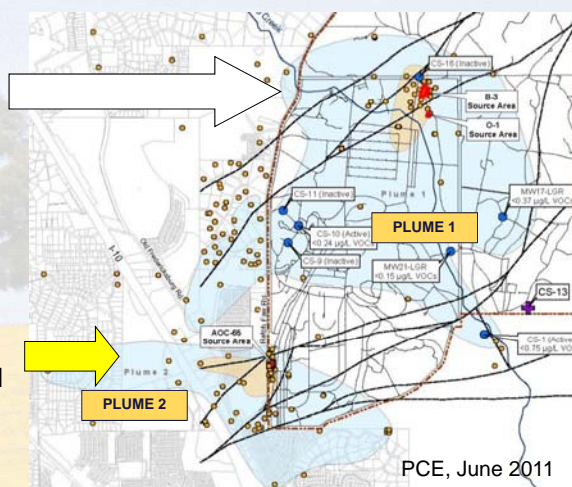 Creek
CS-16 (Inactive)
B-3
Source Area
O-1
Source Area
Plume 1
CS-11 (Inactive)
CS-10 (Active)
<0.24 µg/L VOCs
CS-9 (Inactive)
PLUME 1
MW17-LGR
<0.37 µg/L VOCs
MW21-LGR
<0.15 µg/L VOCs
CS-13
I-10
Ralph Fair Rd.
AOC-65
Source Area
CS-1 (Active)
<0.75 µg/L VOCs
Plume 2
PLUME 2
PCE, June 2011